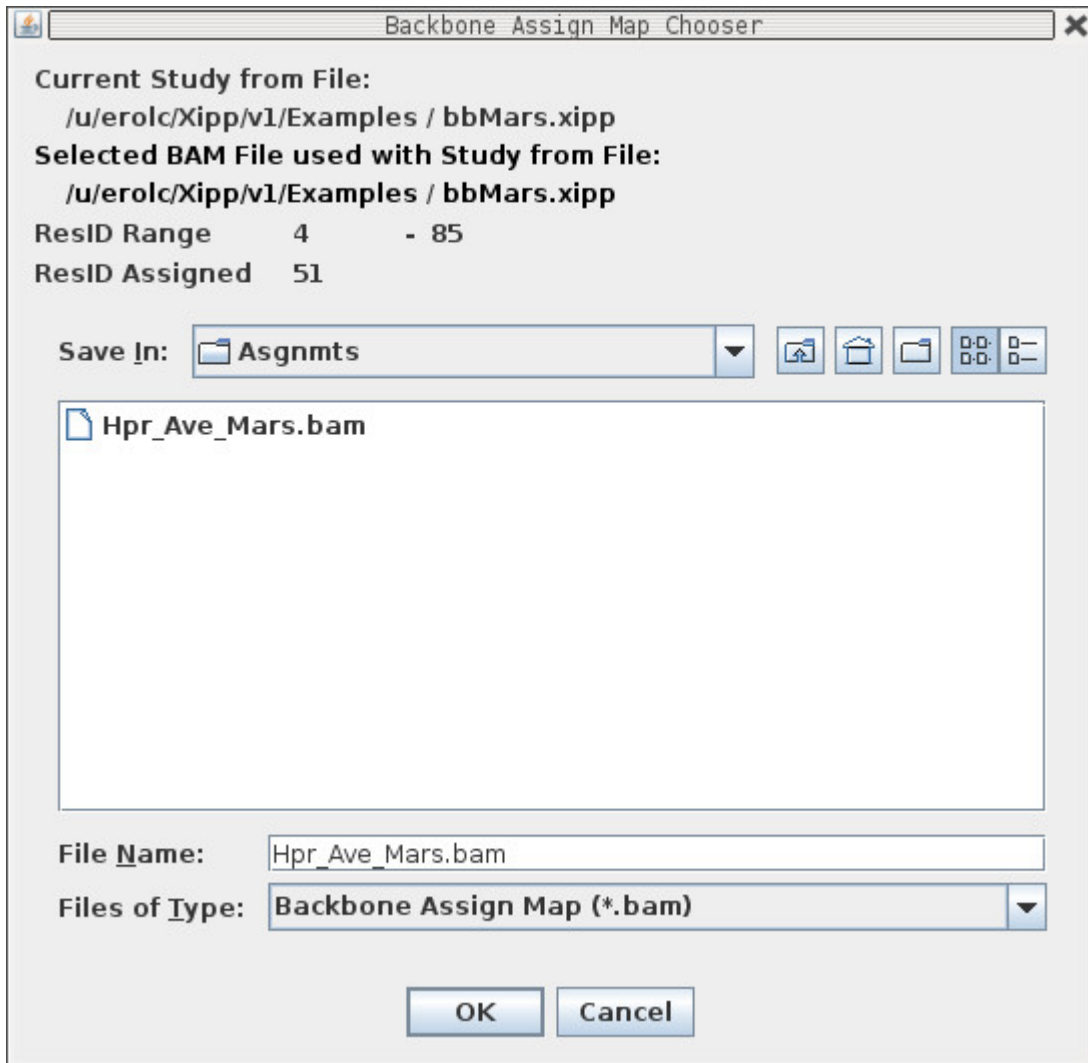 Backbone Assign Map Chooser
Current Study from File:
/u/erolc/Xipp/v1/Examples / bbMars.xipp
Selected BAM File used with Study from File:
/u/erolc/Xipp/v1/Examples / bbMars.xipp
ResID Range 4 - 85
ResID Assigned 51
Save In: Asgnmts
Hpr_Ave_Mars.bam
File Name: Hpr_Ave_Mars.bam
Files of Type: Backbone Assign Map (*.bam)
OK Cancel